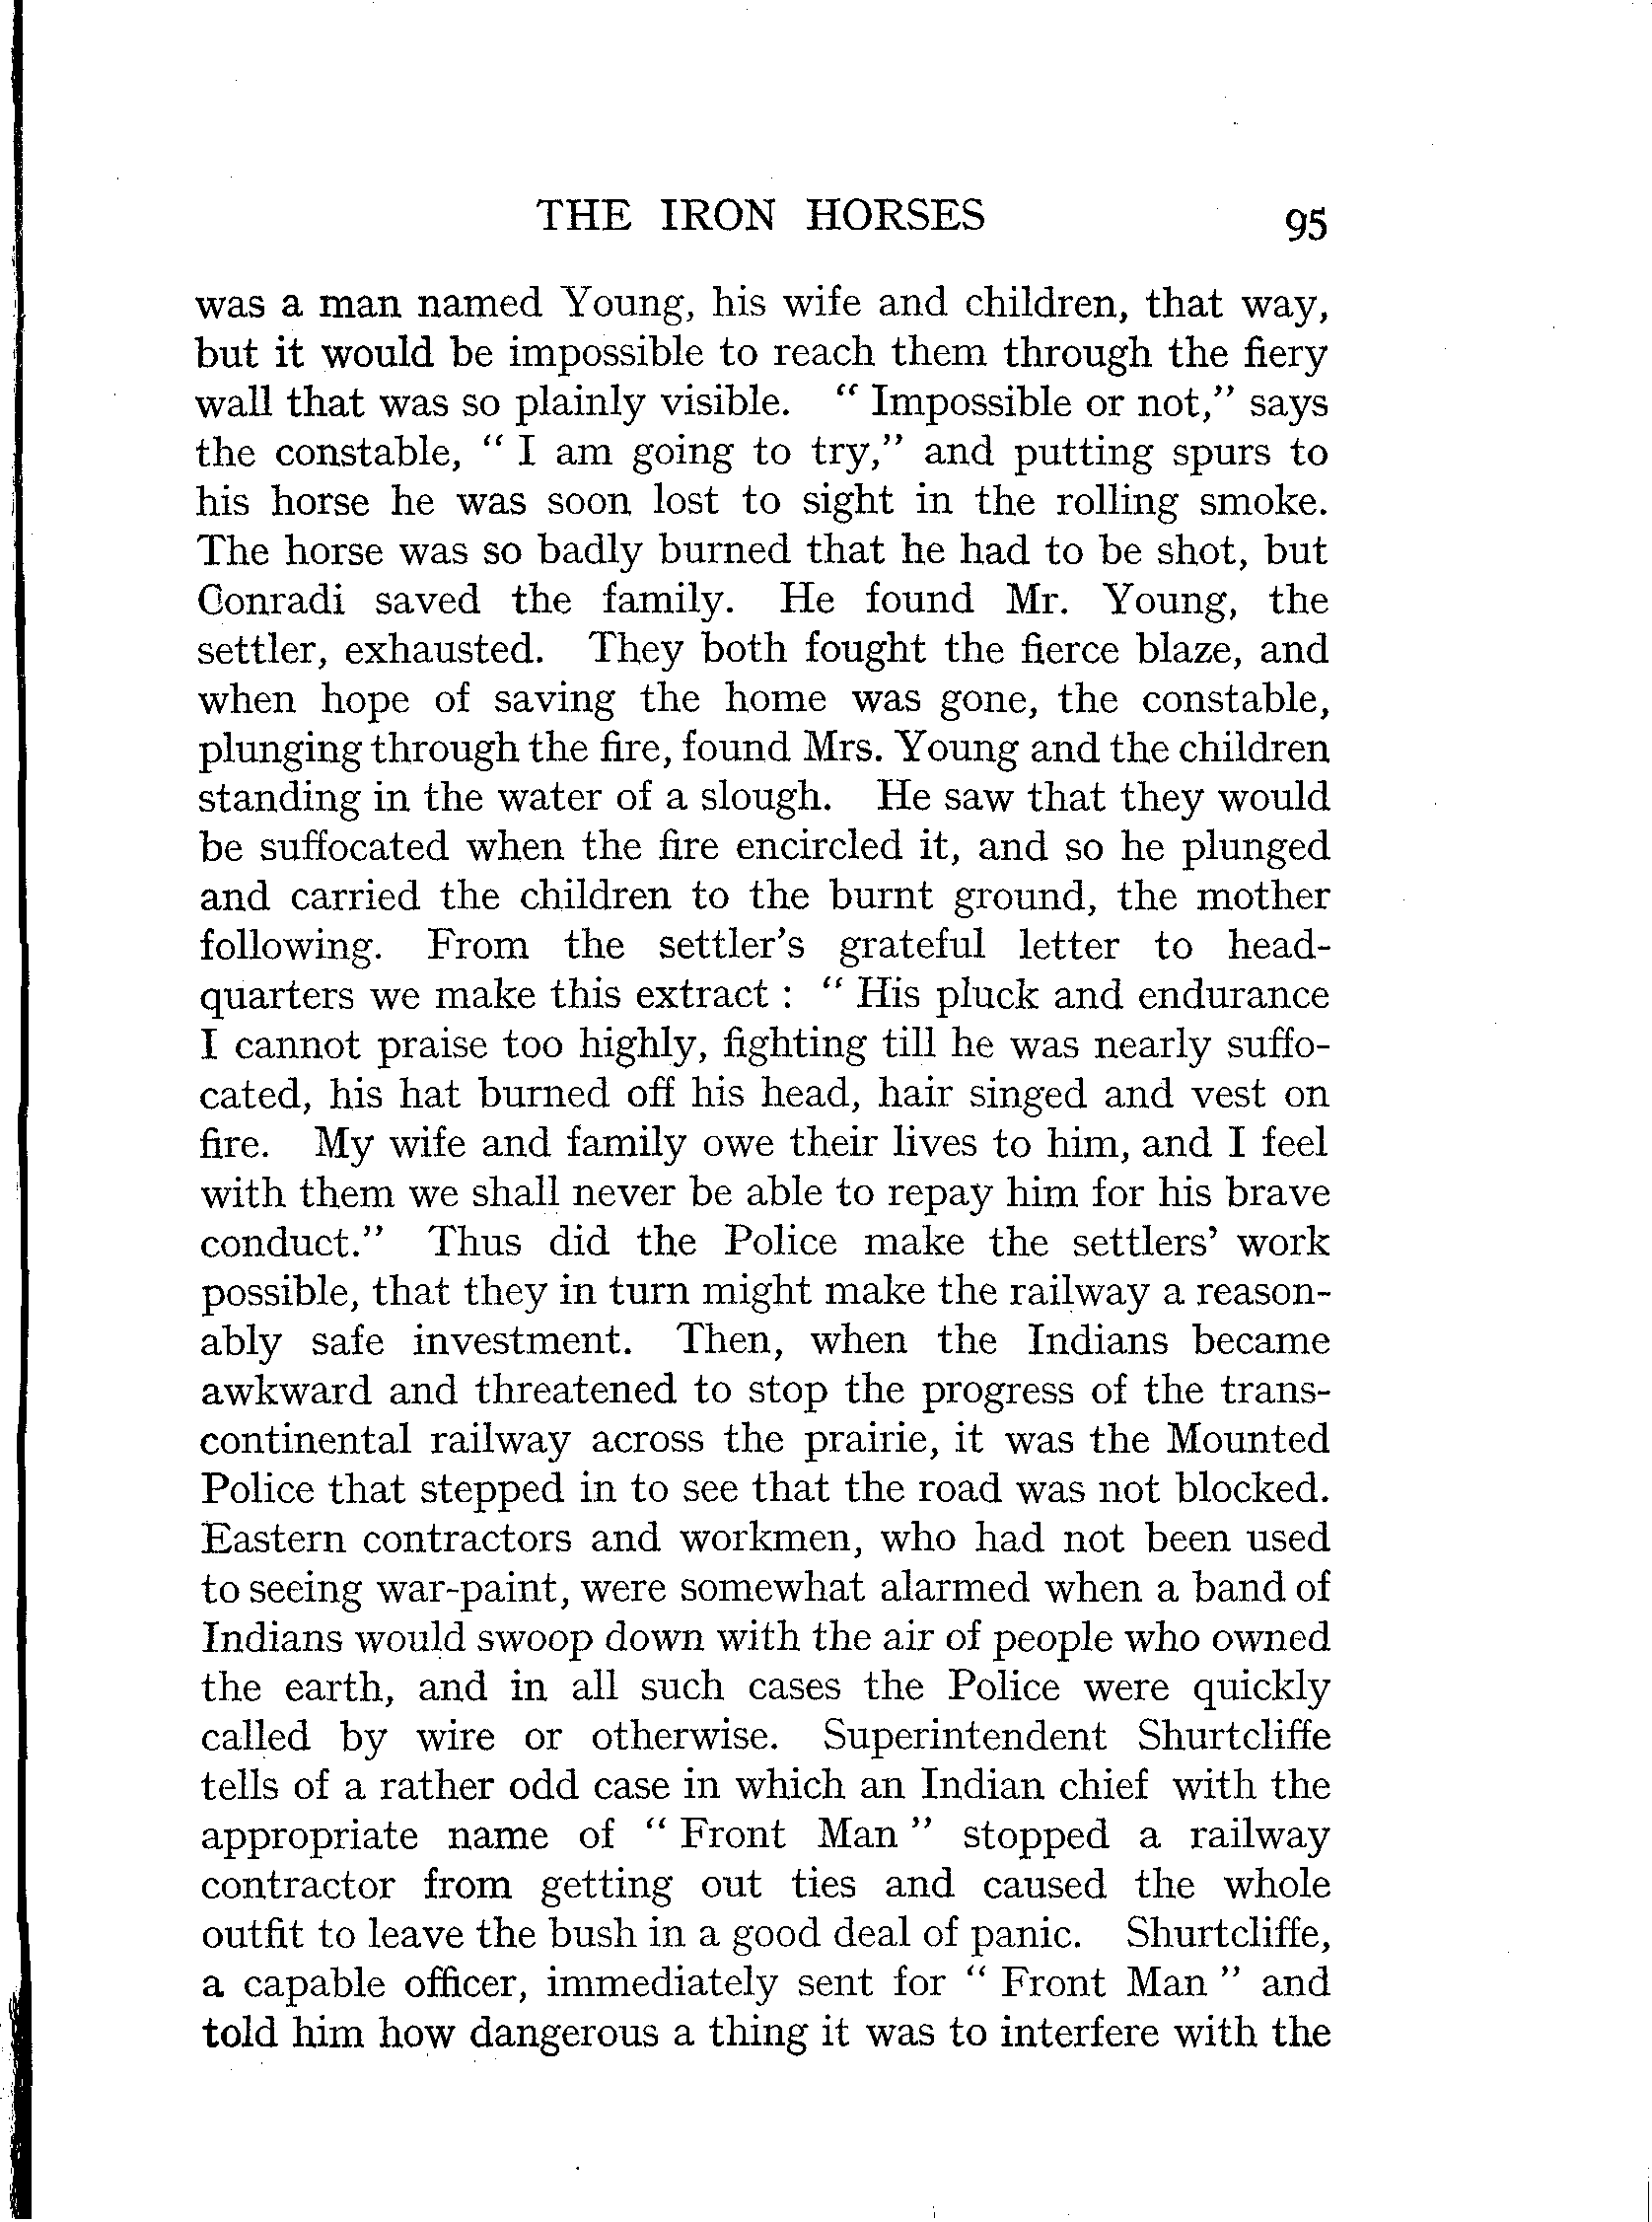 THE IRON HORSES 95
was a man named Young, his wife and children, that way,
but it would be impossible to reach them through the fiery
wall that was so plainly visible. " Impossible or not," says
the constable, " I am going to try," and putting spurs to
his horse he was soon lost to sight in the rolling smoke.
The horse was so badly burned that he had to be shot, but
Conradi saved the family. He found Mr. Young, the
settler, exhausted. They both fought the fierce blaze, and
when hope of saving the home was gone, the constable,
plunging through the fire, found Mrs. Young and the children
standing in the water of a slough. He saw that they would
be suffocated when the fire encircled it, and so he plunged
and carried the children to the burnt ground, the mother
following. From the settler's grateful letter to head-
quarters we make this extract : " His pluck and endurance
I cannot praise too highly, fighting till he was nearly suffo-
cated, his hat burned off his head, hair singed and vest on
fire. My wife and family owe their lives to him, and I feel
with them we shall never be able to repay him for his brave
conduct." Thus did the Police make the settlers' work
possible, that they in turn might make the railway a reason-
ably safe investment. Then, when the Indians became
awkward and threatened to stop the progress of the trans-
continental railway across the prairie, it was the Mounted
Police that stepped in to see that the road was not blocked.
Eastern contractors and workmen, who had not been used
to seeing war-paint, were somewhat alarmed when a band of
Indians would swoop down with the air of people who owned
the earth, and in all such cases the Police were quickly
called by wire or otherwise. Superintendent Shurtcliffe
tells of a rather odd case in which an Indian chief with the
appropriate name of " Front Man " stopped a railway
contractor from getting out ties and caused the whole
outfit to leave the bush in a good deal of panic. Shurtcliffe,
a capable officer, immediately sent for " Front Man " and
told him how dangerous a thing it was to interfere with the